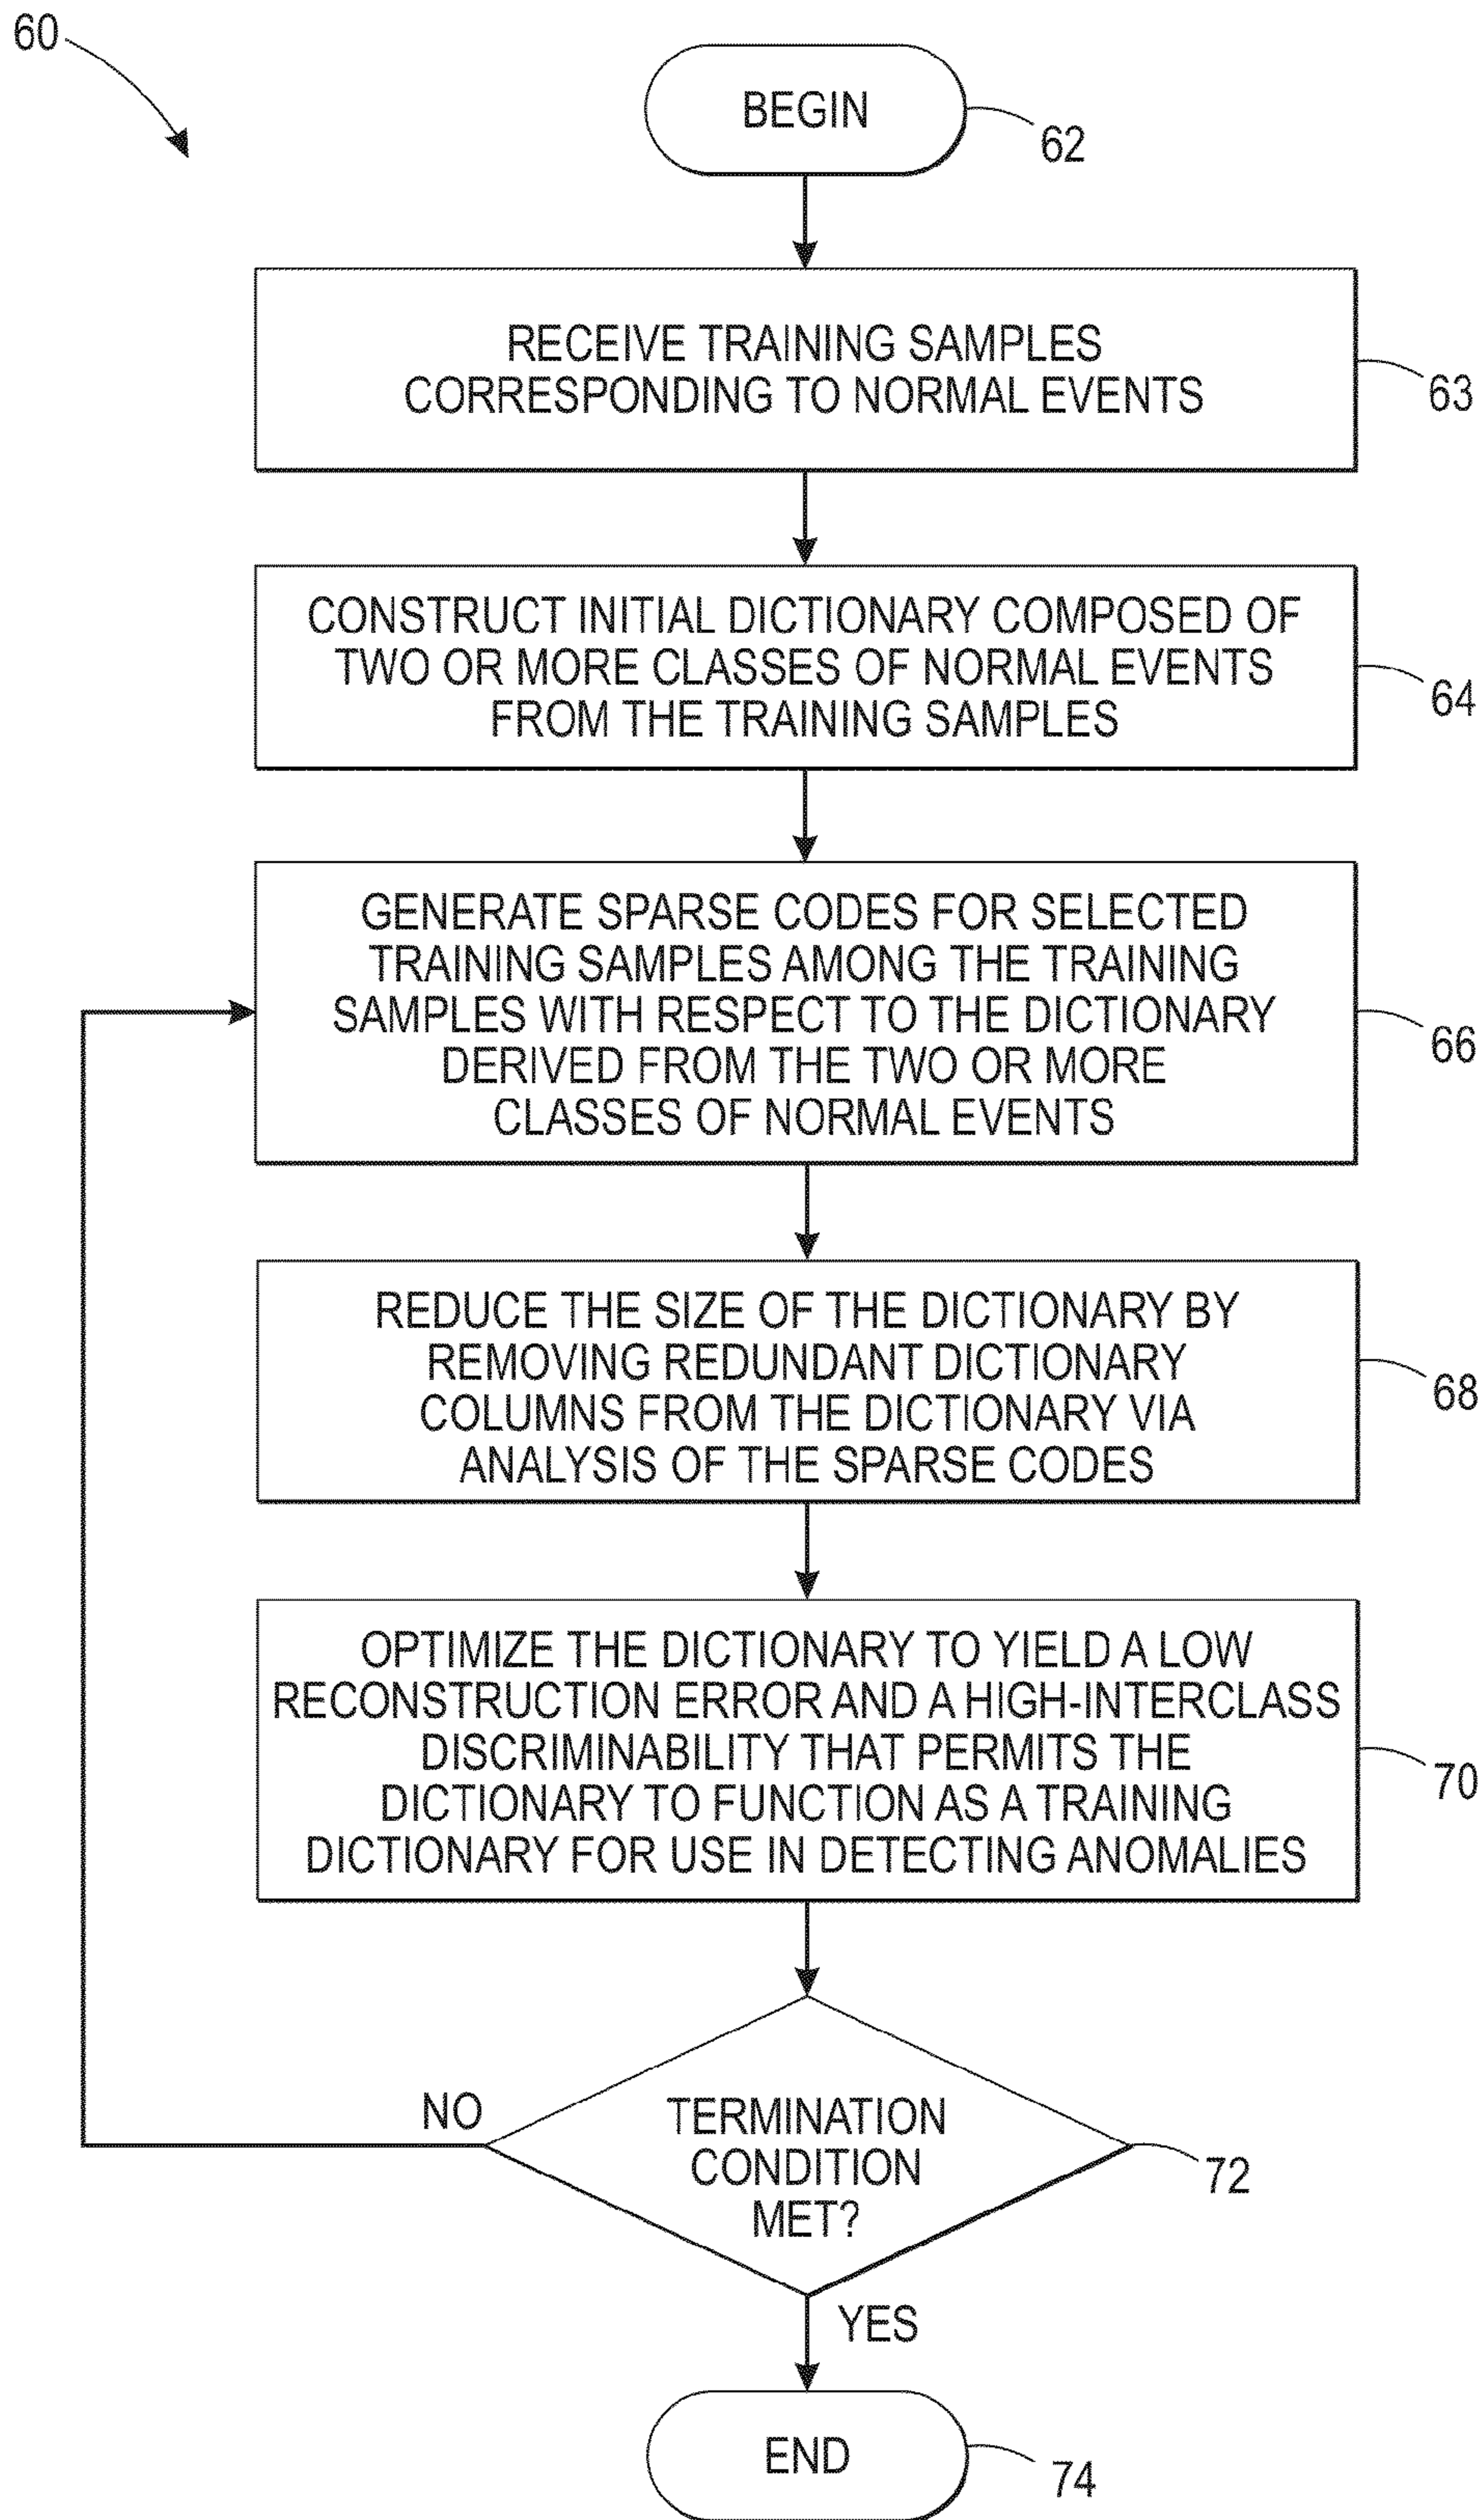 60
BEGIN
62
RECEIVE TRAINING SAMPLES
CORRESPONDING TO NORMAL EVENTS
63
CONSTRUCT INITIAL DICTIONARY COMPOSED OF
TWO OR MORE CLASSES OF NORMAL EVENTS
FROM THE TRAINING SAMPLES
64
GENERATE SPARSE CODES FOR SELECTED
TRAINING SAMPLES AMONG THE TRAINING
SAMPLES WITH RESPECT TO THE DICTIONARY
DERIVED FROM THE TWO OR MORE
CLASSES OF NORMAL EVENTS
66
REDUCE THE SIZE OF THE DICTIONARY BY
REMOVING REDUNDANT DICTIONARY
COLUMNS FROM THE DICTIONARY VIA
ANALYSIS OF THE SPARSE CODES
68
OPTIMIZE THE DICTIONARY TO YIELD A LOW
RECONSTRUCTION ERROR AND A HIGH-INTERCLASS
DISCRIMINABILITY THAT PERMITS THE
DICTIONARY TO FUNCTION AS A TRAINING
DICTIONARY FOR USE IN DETECTING ANOMALIES
70
NO
TERMINATION
CONDITION
MET?
72
YES
END
74